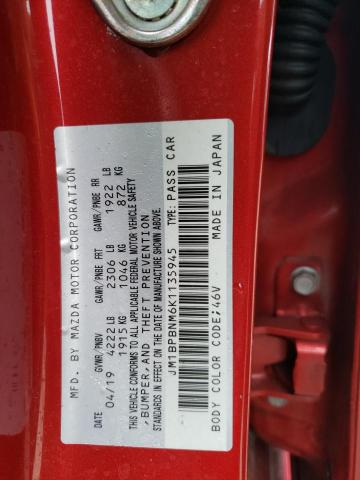 MFD. BY MAZDA MOTOR CORPORATION
DATE GVWR/PNBV GAWR/PNBE FRT GAWR/PNBE RR
04/19 4222 LB 2306 LB 1922 LB
1915 KG 1046 KG 872 KG
THIS VEHICLE CONFORMS TO ALL APPLICABLE FEDERAL MOTOR VEHICLE SAFETY
,BUMPER,AND THEFT PREVENTION
STANDARDS IN EFFECT ON THE DATE OF MANUFACTURE SHOWN ABOVE.
JM1BPBNM6K1135945 TYPE: PASS CAR
BODY COLOR CODE:46V MADE IN JAPAN